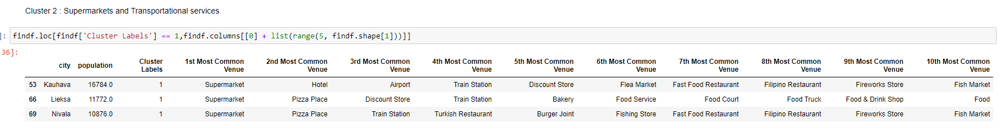 Cluster 2 : Supermarkets and Transportational services
]: findf.loc[findf['Cluster Labels'] == 1,findf.columns[[0] + list(range(5, findf.shape[1]))]]
36]:
city population Cluster Labels 1st Most Common Venue 2nd Most Common Venue 3rd Most Common Venue 4th Most Common Venue 5th Most Common Venue 6th Most Common Venue 7th Most Common Venue 8th Most Common Venue 9th Most Common Venue 10th Most Common Venue
53 Kauhava 16784.0 1 Supermarket Hotel Airport Train Station Discount Store Flea Market Fast Food Restaurant Filipino Restaurant Fireworks Store Fish Market
66 Lieksa 11772.0 1 Supermarket Pizza Place Discount Store Train Station Bakery Food Service Food Court Food Truck Food & Drink Shop Food
69 Nivala 10876.0 1 Supermarket Pizza Place Train Station Turkish Restaurant Burger Joint Fishing Store Fast Food Restaurant Filipino Restaurant Fireworks Store Fish Market